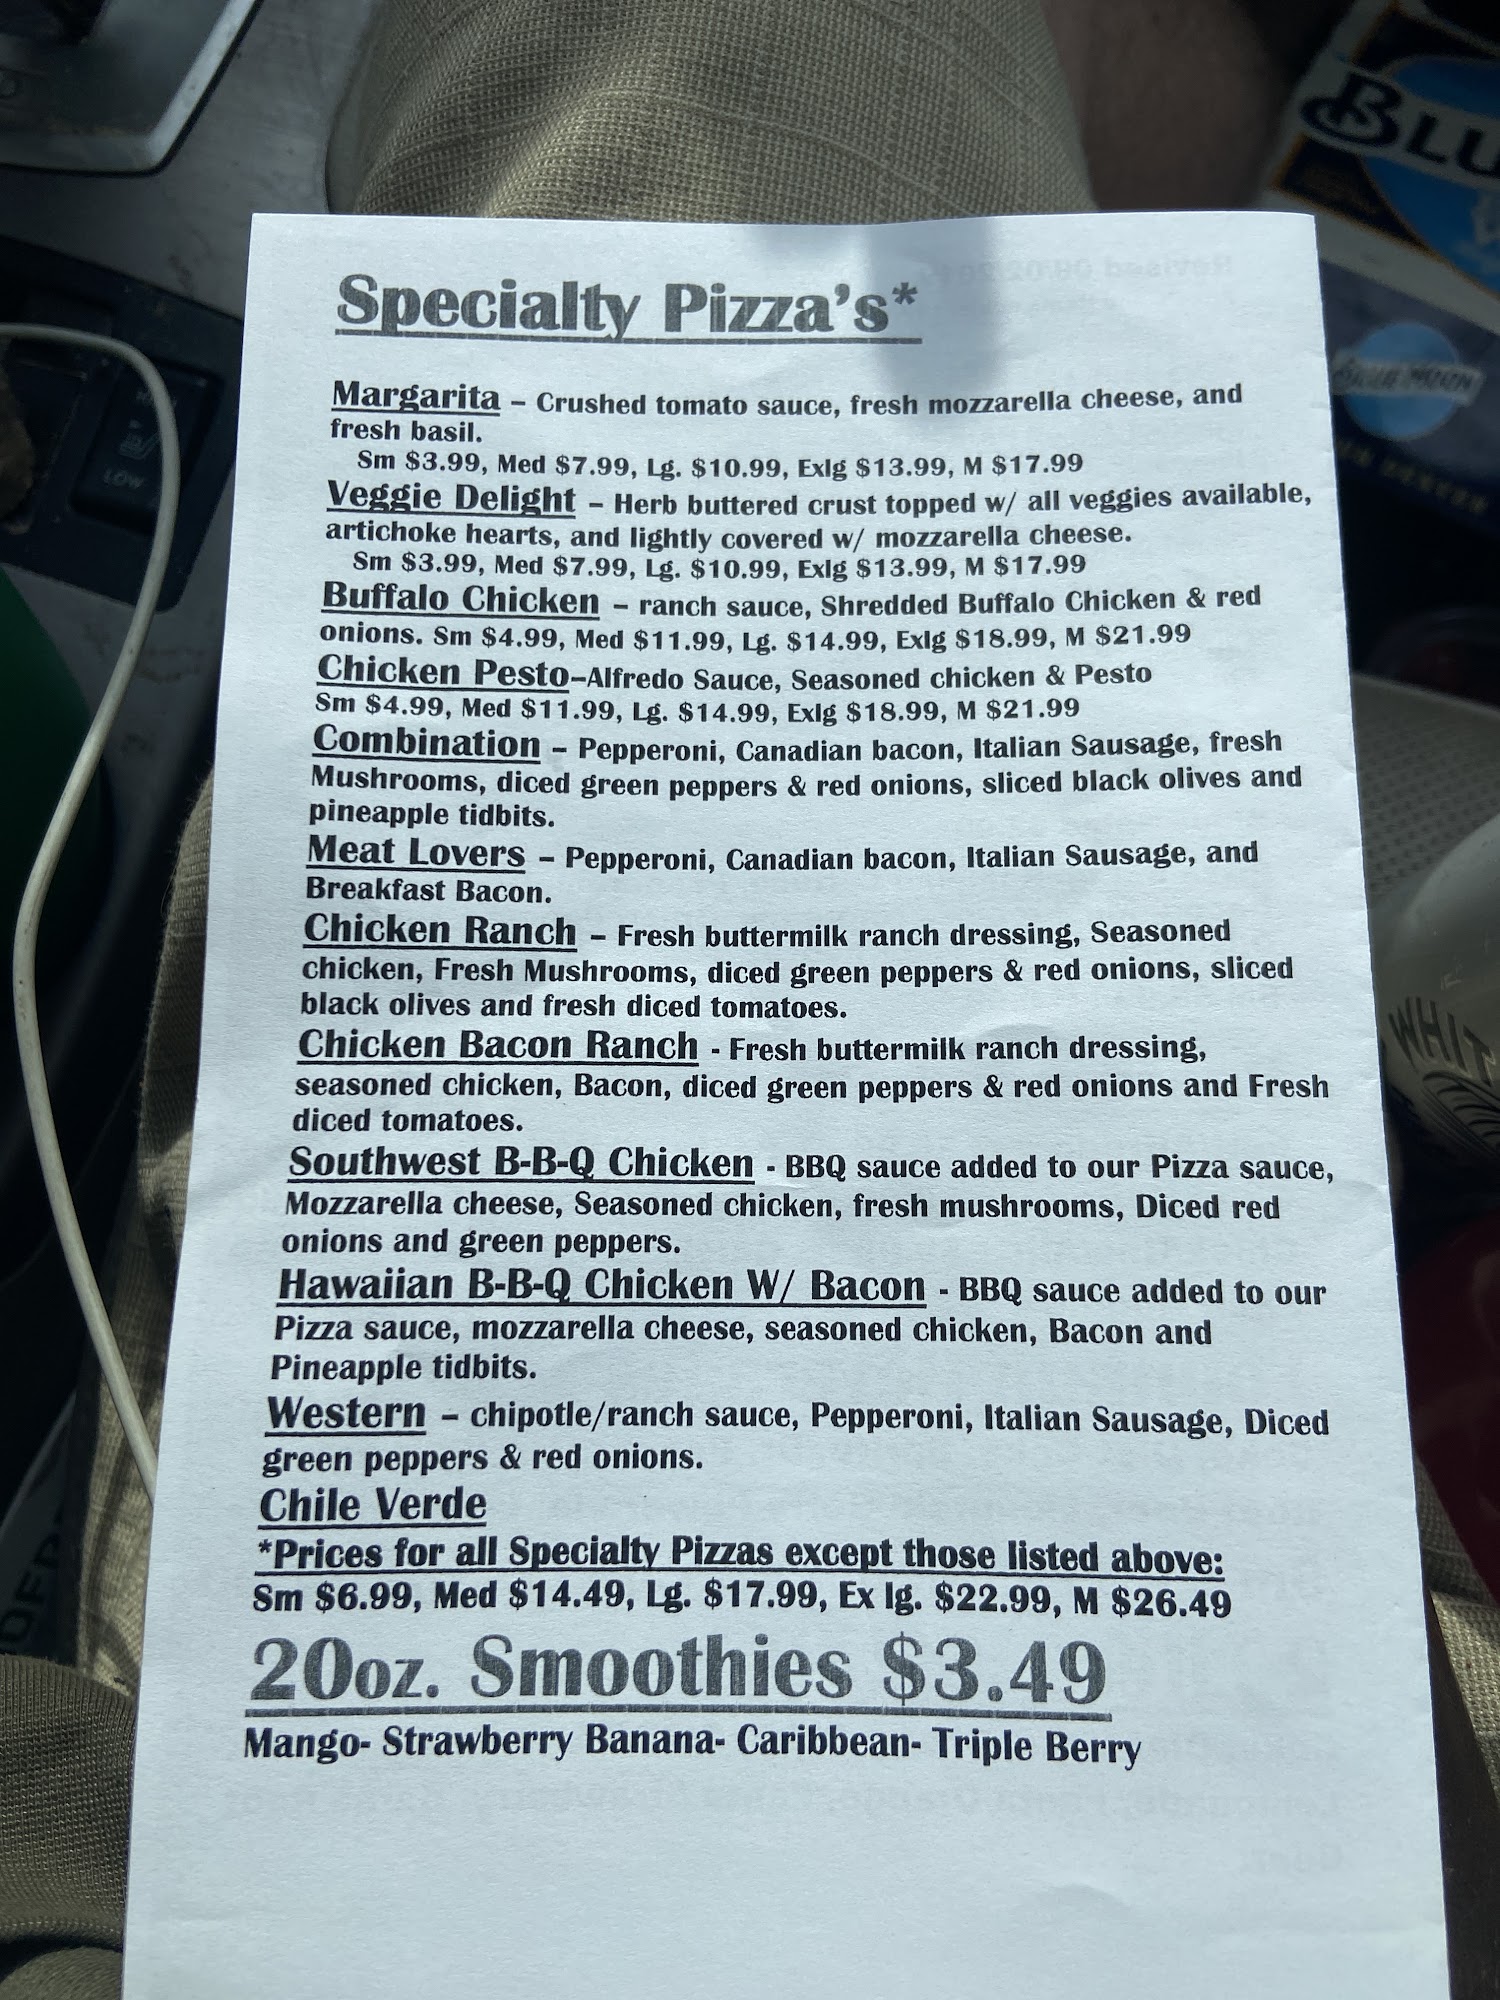 Specialty Pizza's*
Margarita – Crushed tomato sauce, fresh mozzarella cheese, and
fresh basil.
Sm $3.99, Med $7.99, Lg. $10.99, Exlg $13.99, M $17.99
Veggie Delight – Herb buttered crust topped w/ all veggies available,
artichoke hearts, and lightly covered w/ mozzarella cheese.
Sm $3.99, Med $7.99, Lg. $10.99, Exlg $13.99, M $17.99
Buffalo Chicken – ranch sauce, Shredded Buffalo Chicken & red
onions. Sm $4.99, Med $11.99, Lg. $14.99, Exlg $18.99, M $21.99
Chicken Pesto–Alfredo Sauce, Seasoned chicken & Pesto
Sm $4.99, Med $11.99, Lg. $14.99, Exlg $18.99, M $21.99
Combination – Pepperoni, Canadian bacon, Italian Sausage, fresh
Mushrooms, diced green peppers & red onions, sliced black olives and
pineapple tidbits.
Meat Lovers – Pepperoni, Canadian bacon, Italian Sausage, and
Breakfast Bacon.
Chicken Ranch – Fresh buttermilk ranch dressing, Seasoned
chicken, Fresh Mushrooms, diced green peppers & red onions, sliced
black olives and fresh diced tomatoes.
Chicken Bacon Ranch - Fresh buttermilk ranch dressing,
seasoned chicken, Bacon, diced green peppers & red onions and Fresh
diced tomatoes.
Southwest B-B-Q Chicken - BBQ sauce added to our Pizza sauce,
Mozzarella cheese, Seasoned chicken, fresh mushrooms, Diced red
onions and green peppers.
Hawaiian B-B-Q Chicken W/ Bacon - BBQ sauce added to our
Pizza sauce, mozzarella cheese, seasoned chicken, Bacon and
Pineapple tidbits.
Western – chipotle/ranch sauce, Pepperoni, Italian Sausage, Diced
green peppers & red onions.
Chile Verde
*Prices for all Specialty Pizzas except those listed above:
Sm $6.99, Med $14.49, Lg. $17.99, Ex lg. $22.99, M $26.49
20oz. Smoothies $3.49
Mango- Strawberry Banana- Caribbean- Triple Berry
BLU
BLUE MOON
WHIT
LOW